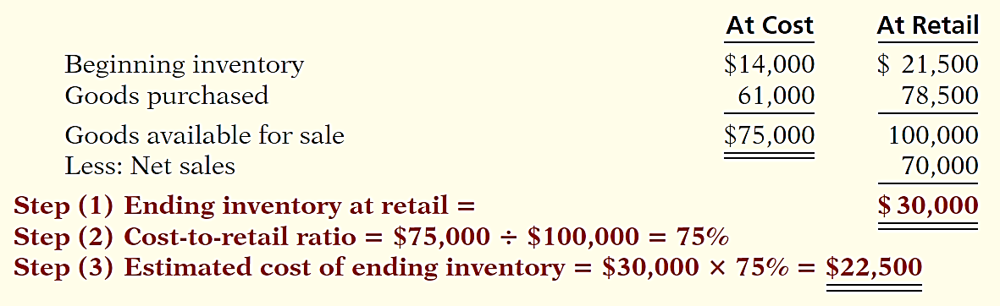 At Cost At Retail
Beginning inventory $14,000 $ 21,500
Goods purchased 61,000 78,500
Goods available for sale $75,000 100,000
Less: Net sales 70,000
Step (1) Ending inventory at retail = $ 30,000
Step (2) Cost-to-retail ratio = $75,000 ÷ $100,000 = 75%
Step (3) Estimated cost of ending inventory = $30,000 × 75% = $22,500